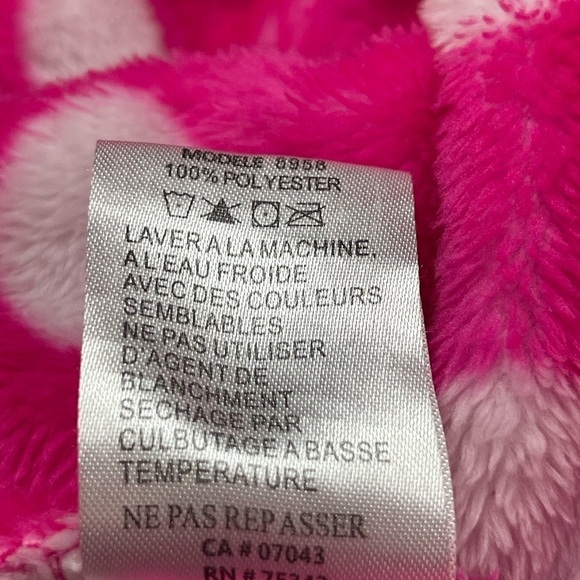 MODELE 8958
100% POLYESTER
LAVER A LA MACHINE,
A L'EAU FROIDE
AVEC DES COULEURS
SEMBLABLES
NE PAS UTILISER
D'AGENT DE
BLANCHMENT
SECHAGE PAR
CULBUTAGE A BASSE
TEMPERATURE
NE PAS REPASSER
CA # 07043
RN #